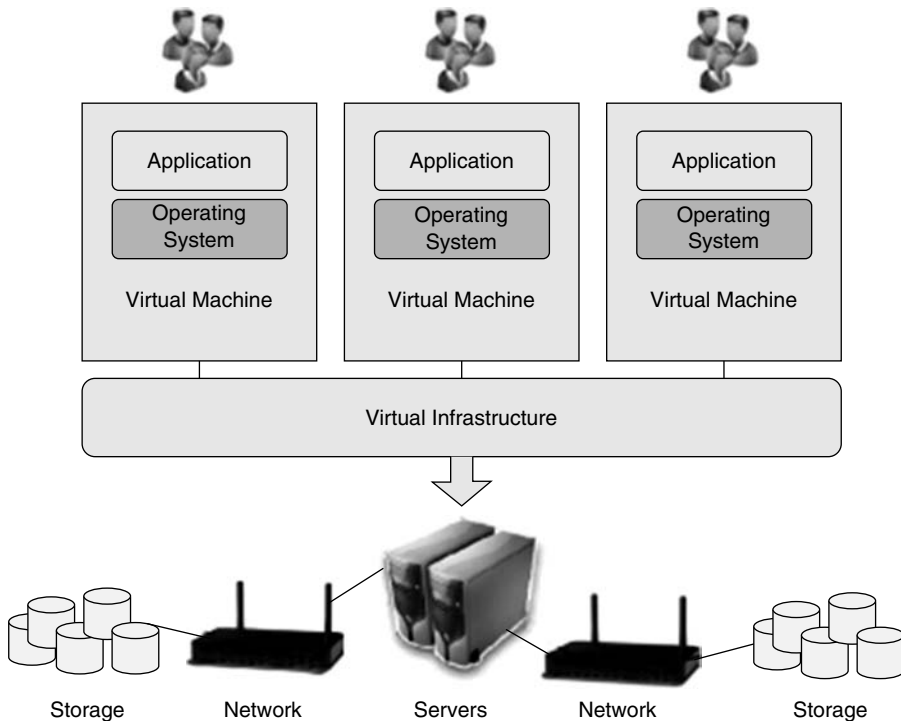 Application
Operating
System
Virtual Machine
Application
Operating
System
Virtual Machine
Application
Operating
System
Virtual Machine
Virtual Infrastructure
Storage
Network
Servers
Network
Storage